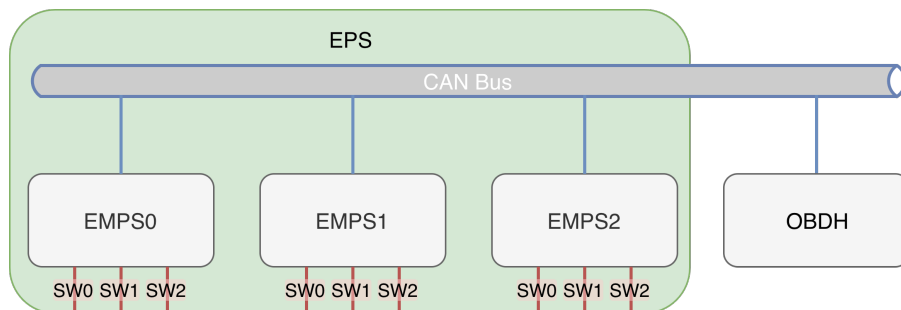 EPS
CAN Bus
EMPS0
EMPS1
EMPS2
OBDH
SW0 SW1 SW2
SW0 SW1 SW2
SW0 SW1 SW2